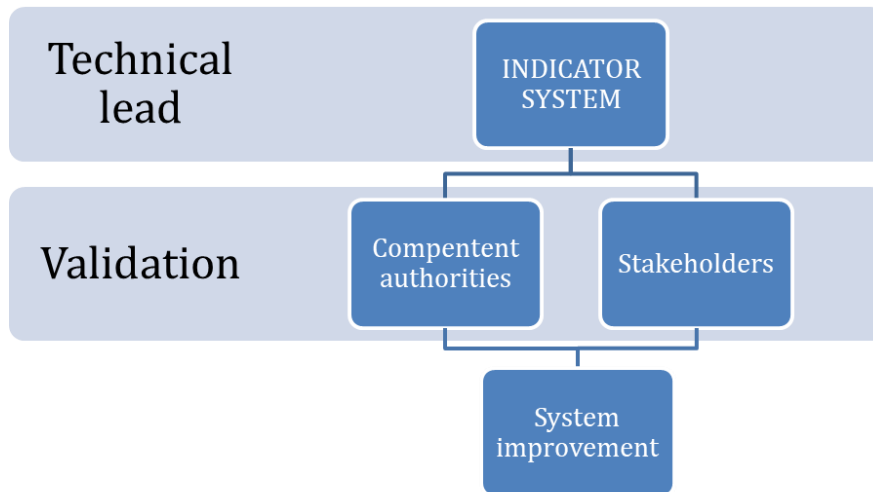 Technical
lead
INDICATOR
SYSTEM
Validation
Compentent
authorities
Stakeholders
System
improvement